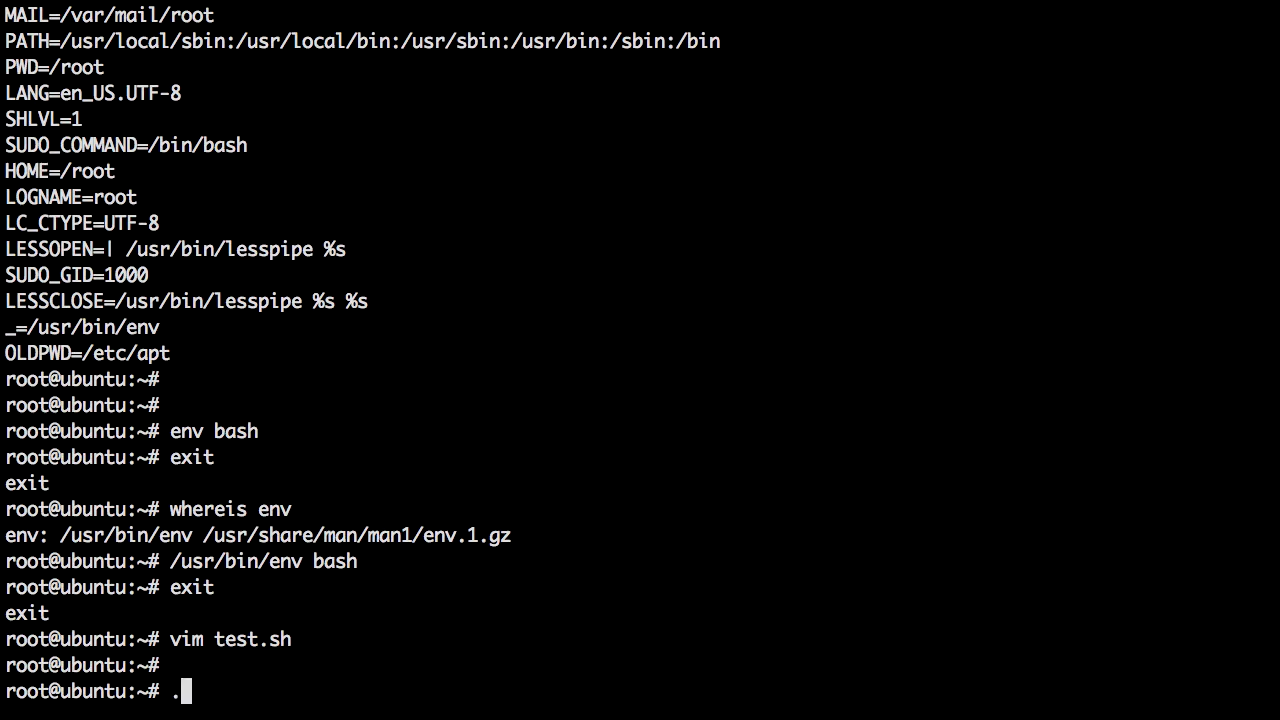 MAIL=/var/mail/root
PATH=/usr/local/sbin:/usr/local/bin:/usr/sbin:/usr/bin:/sbin:/bin
PWD=/root
LANG=en_US.UTF-8
SHLVL=1
SUDO_COMMAND=/bin/bash
HOME=/root
LOGNAME=root
LC_CTYPE=UTF-8
LESSOPEN=| /usr/bin/lesspipe %s
SUDO_GID=1000
LESSCLOSE=/usr/bin/lesspipe %s %s
_=/usr/bin/env
OLDPWD=/etc/apt
root@ubuntu:~#
root@ubuntu:~#
root@ubuntu:~# env bash
root@ubuntu:~# exit
exit
root@ubuntu:~# whereis env
env: /usr/bin/env /usr/share/man/man1/env.1.gz
root@ubuntu:~# /usr/bin/env bash
root@ubuntu:~# exit
exit
root@ubuntu:~# vim test.sh
root@ubuntu:~#
root@ubuntu:~# .